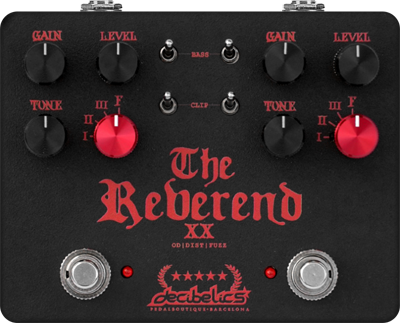 GAIN LEVEL BASS GAIN LEVEL
TONE III F CLIP TONE III F
II II
I I
The
Reverend
XX
OD|DIST|FUZZ
decibelics
PEDALBOUTIQUE·BARCELONA